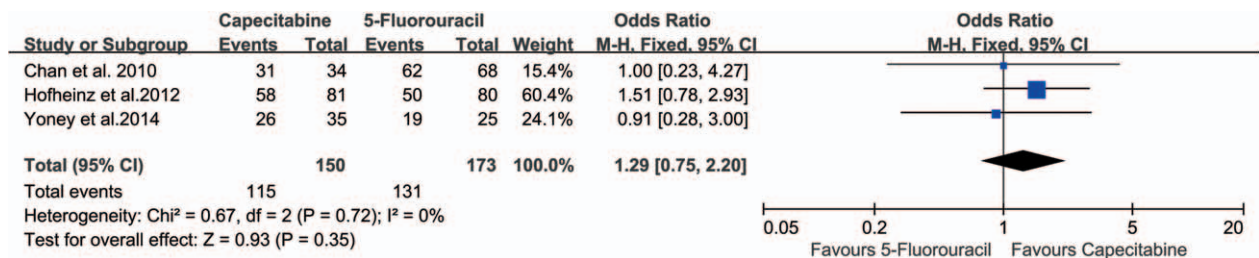 Capecitabine 5-Fluorouracil Odds Ratio Odds Ratio
Study or Subgroup Events Total Events Total Weight M-H, Fixed, 95% CI M-H, Fixed, 95% CI
Chan et al. 2010 31 34 62 68 15.4% 1.00 [0.23, 4.27]
Hofheinz et al.2012 58 81 50 80 60.4% 1.51 [0.78, 2.93]
Yoney et al.2014 26 35 19 25 24.1% 0.91 [0.28, 3.00]
Total (95% CI) 150 173 100.0% 1.29 [0.75, 2.20]
Total events 115 131
Heterogeneity: Chi² = 0.67, df = 2 (P = 0.72); I² = 0%
Test for overall effect: Z = 0.93 (P = 0.35)
0.05 0.2 1 5 20
Favours 5-Fluorouracil Favours Capecitabine